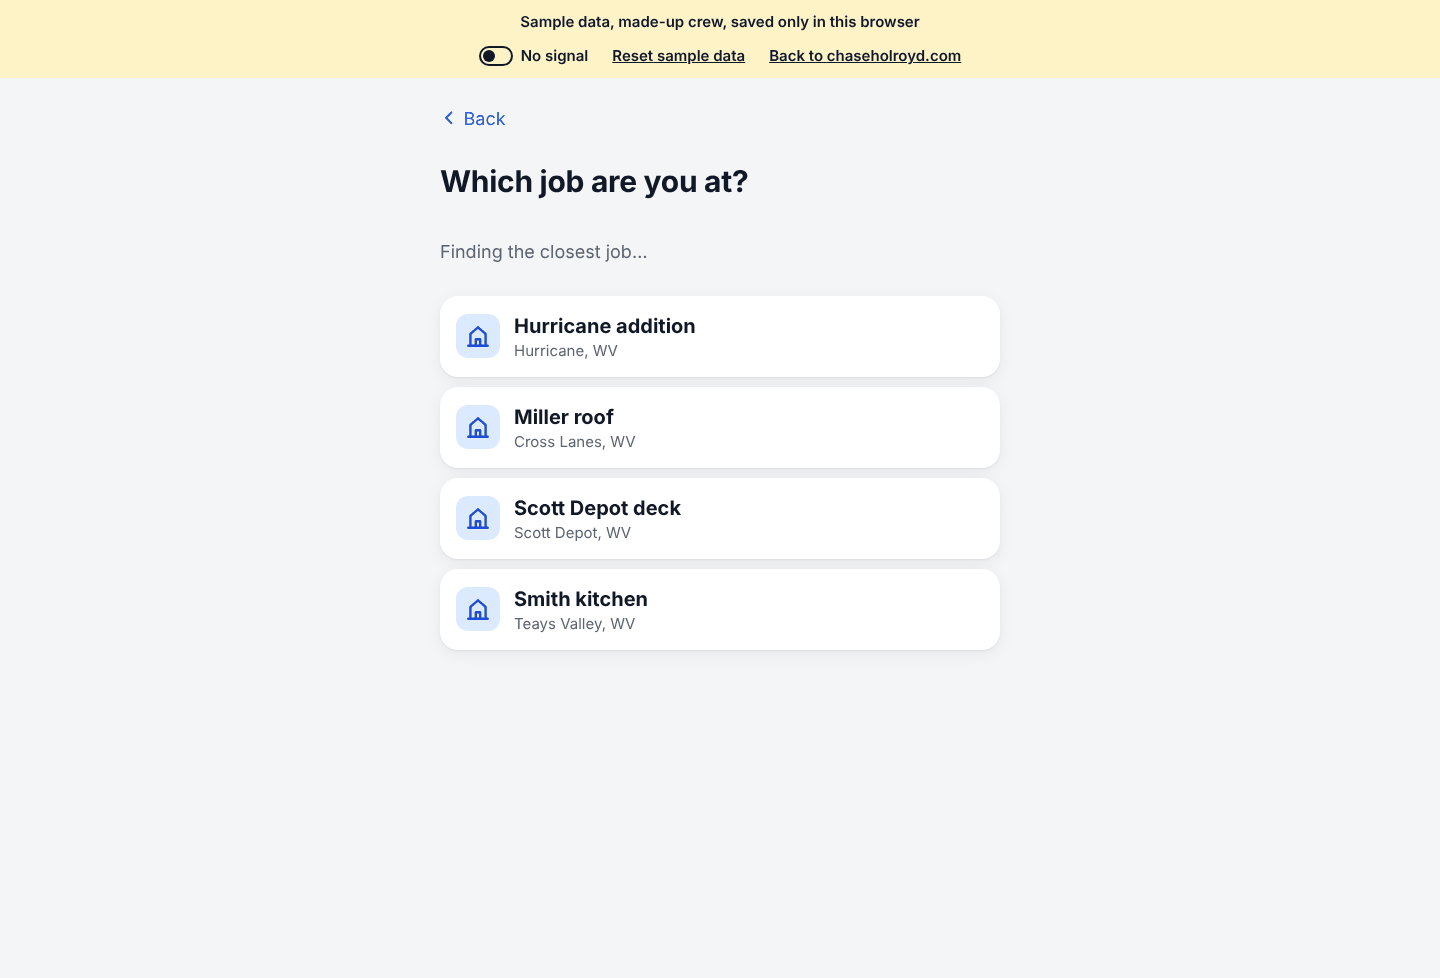 Sample data, made-up crew, saved only in this browser
No signal Reset sample data Back to chaseholroyd.com
Back
Which job are you at?
Finding the closest job…
Hurricane addition
Hurricane, WV
Miller roof
Cross Lanes, WV
Scott Depot deck
Scott Depot, WV
Smith kitchen
Teays Valley, WV